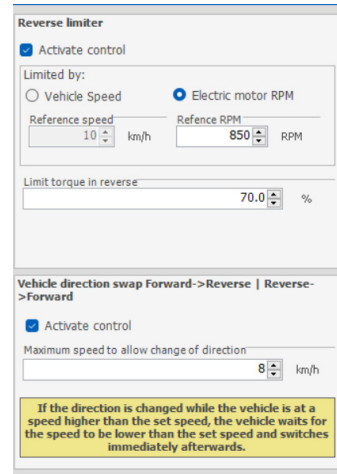 Reverse limiter
Activate control
Limited by:
Vehicle Speed
Electric motor RPM
Reference speed
10 km/h
Refence RPM
850 RPM
Limit torque in reverse
70.0 %
Vehicle direction swap Forward->Reverse | Reverse-
>Forward
Activate control
Maximum speed to allow change of direction
8 km/h
If the direction is changed while the vehicle is at a
speed higher than the set speed, the vehicle waits for
the speed to be lower than the set speed and switches
immediately afterwards.